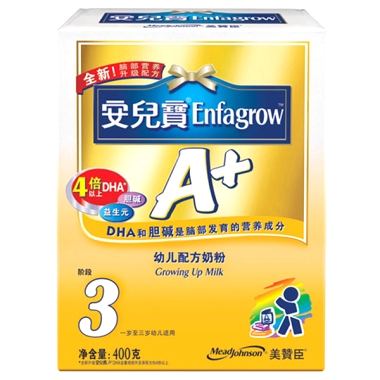 全新!
脑部营养
升级配方
安兒寶 Enfagrow™
A+
4倍DHA*
以上
胆碱
益生元
DHA和胆碱是脑部发育的营养成分
幼儿配方奶粉
Growing Up Milk
阶段
3
一岁至三岁幼儿适用
净含量:400克
MeadJohnson
美赞臣